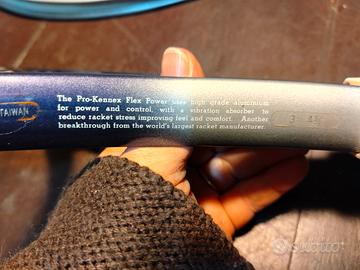 TAIWAN
The Pro-Kennex Flex Power uses high grade aluminium
for power and control, with a vibration absorber to
reduce racket stress improving feel and comfort. Another
breakthrough from the world's largest racket manufacturer.
subito